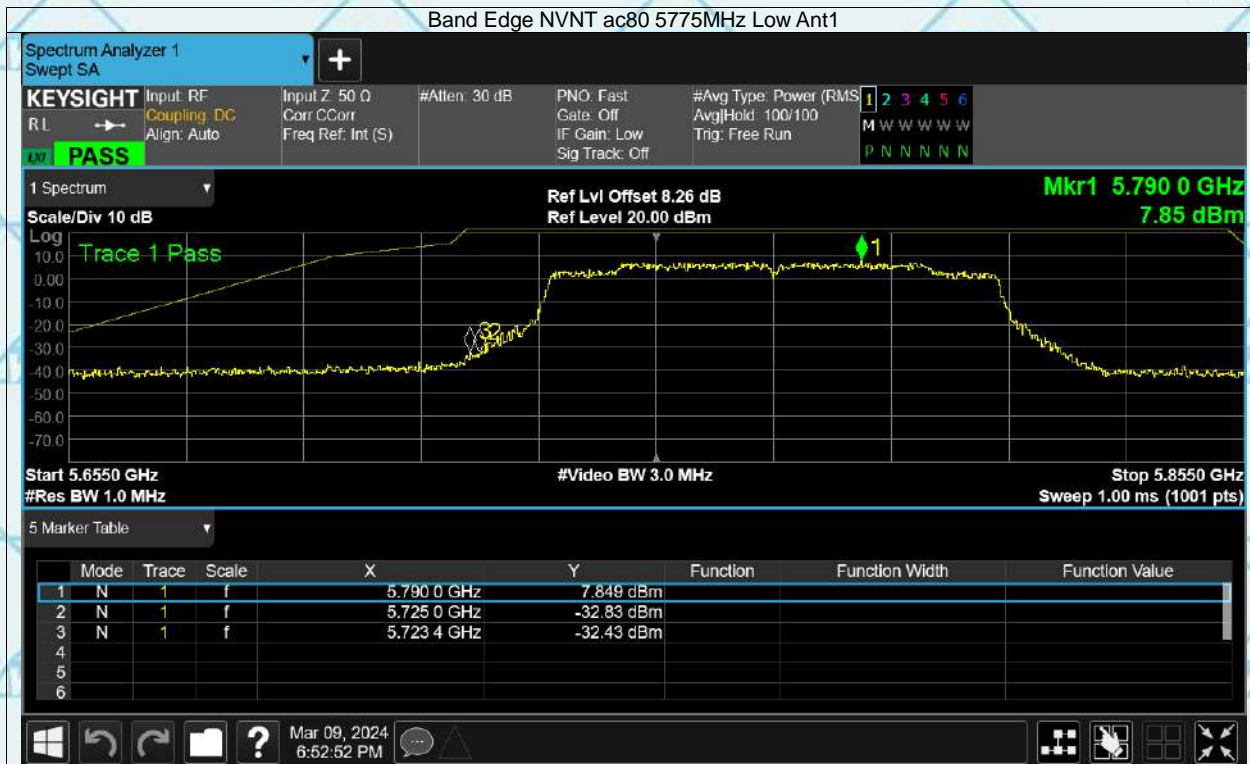 Band Edge NVNT ac80 5775MHz Low Ant1
Spectrum Analyzer 1
Swept SA
+
KEYSIGHT
RL
LXI PASS
Input: RF
Coupling: DC
Align: Auto
Input Z: 50 Ω
Corr CCorr
Freq Ref: Int (S)
#Atten: 30 dB
PNO: Fast
Gate: Off
IF Gain: Low
Sig Track: Off
#Avg Type: Power (RMS
Avg|Hold: 100/100
Trig: Free Run
1 2 3 4 5 6
M W W W W W
P N N N N N
1 Spectrum
Scale/Div 10 dB
Ref Lvl Offset 8.26 dB
Ref Level 20.00 dBm
Mkr1 5.790 0 GHz
7.85 dBm
Log
Trace 1 Pass
1
10.0
0.00
-10.0
-20.0
32
-30.0
-40.0
-50.0
-60.0
-70.0
Start 5.6550 GHz
#Video BW 3.0 MHz
Stop 5.8550 GHz
#Res BW 1.0 MHz
Sweep 1.00 ms (1001 pts)
5 Marker Table
Mode Trace Scale X Y Function Function Width Function Value
1 N 1 f 5.790 0 GHz 7.849 dBm
2 N 1 f 5.725 0 GHz -32.83 dBm
3 N 1 f 5.723 4 GHz -32.43 dBm
4
5
6
?
Mar 09, 2024
6:52:52 PM